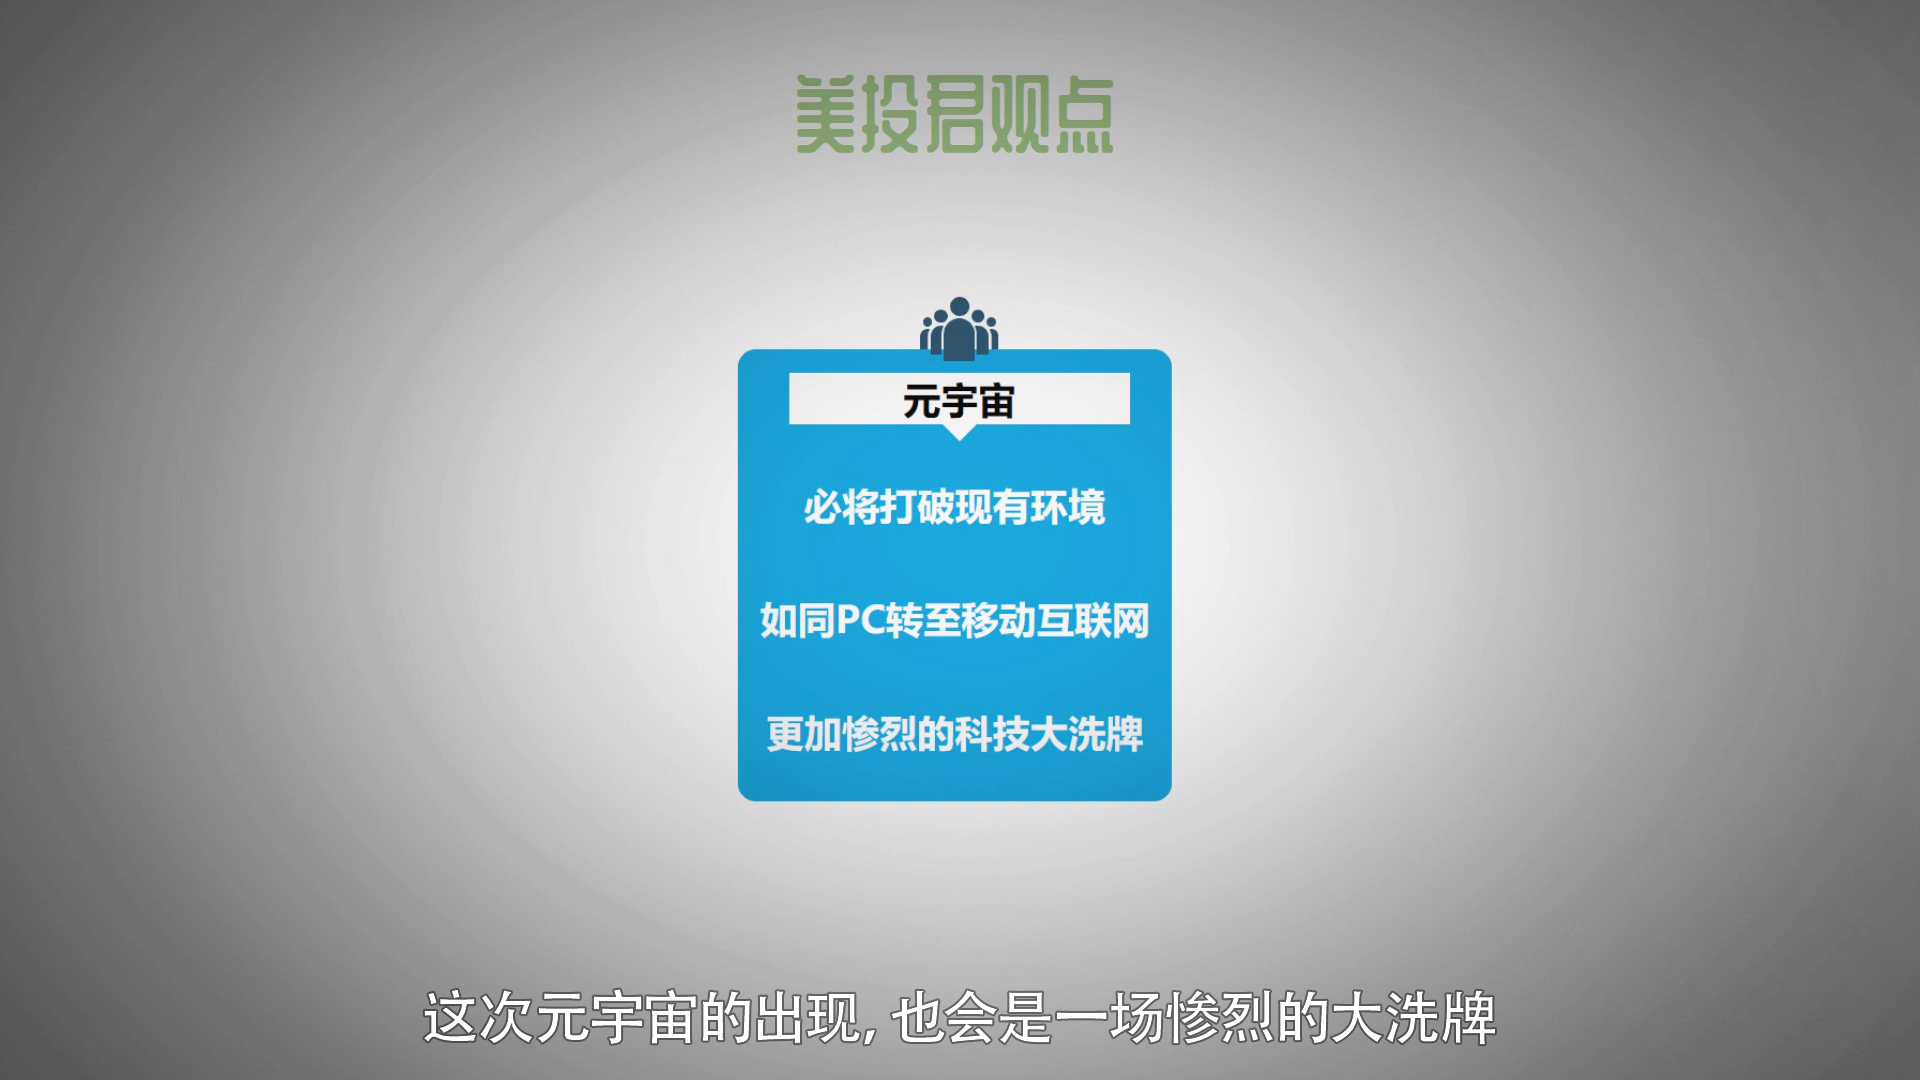 美投君观点
元宇宙
必将打破现有环境
如同PC转至移动互联网
更加惨烈的科技大洗牌
这次元宇宙的出现, 也会是一场惨烈的大洗牌